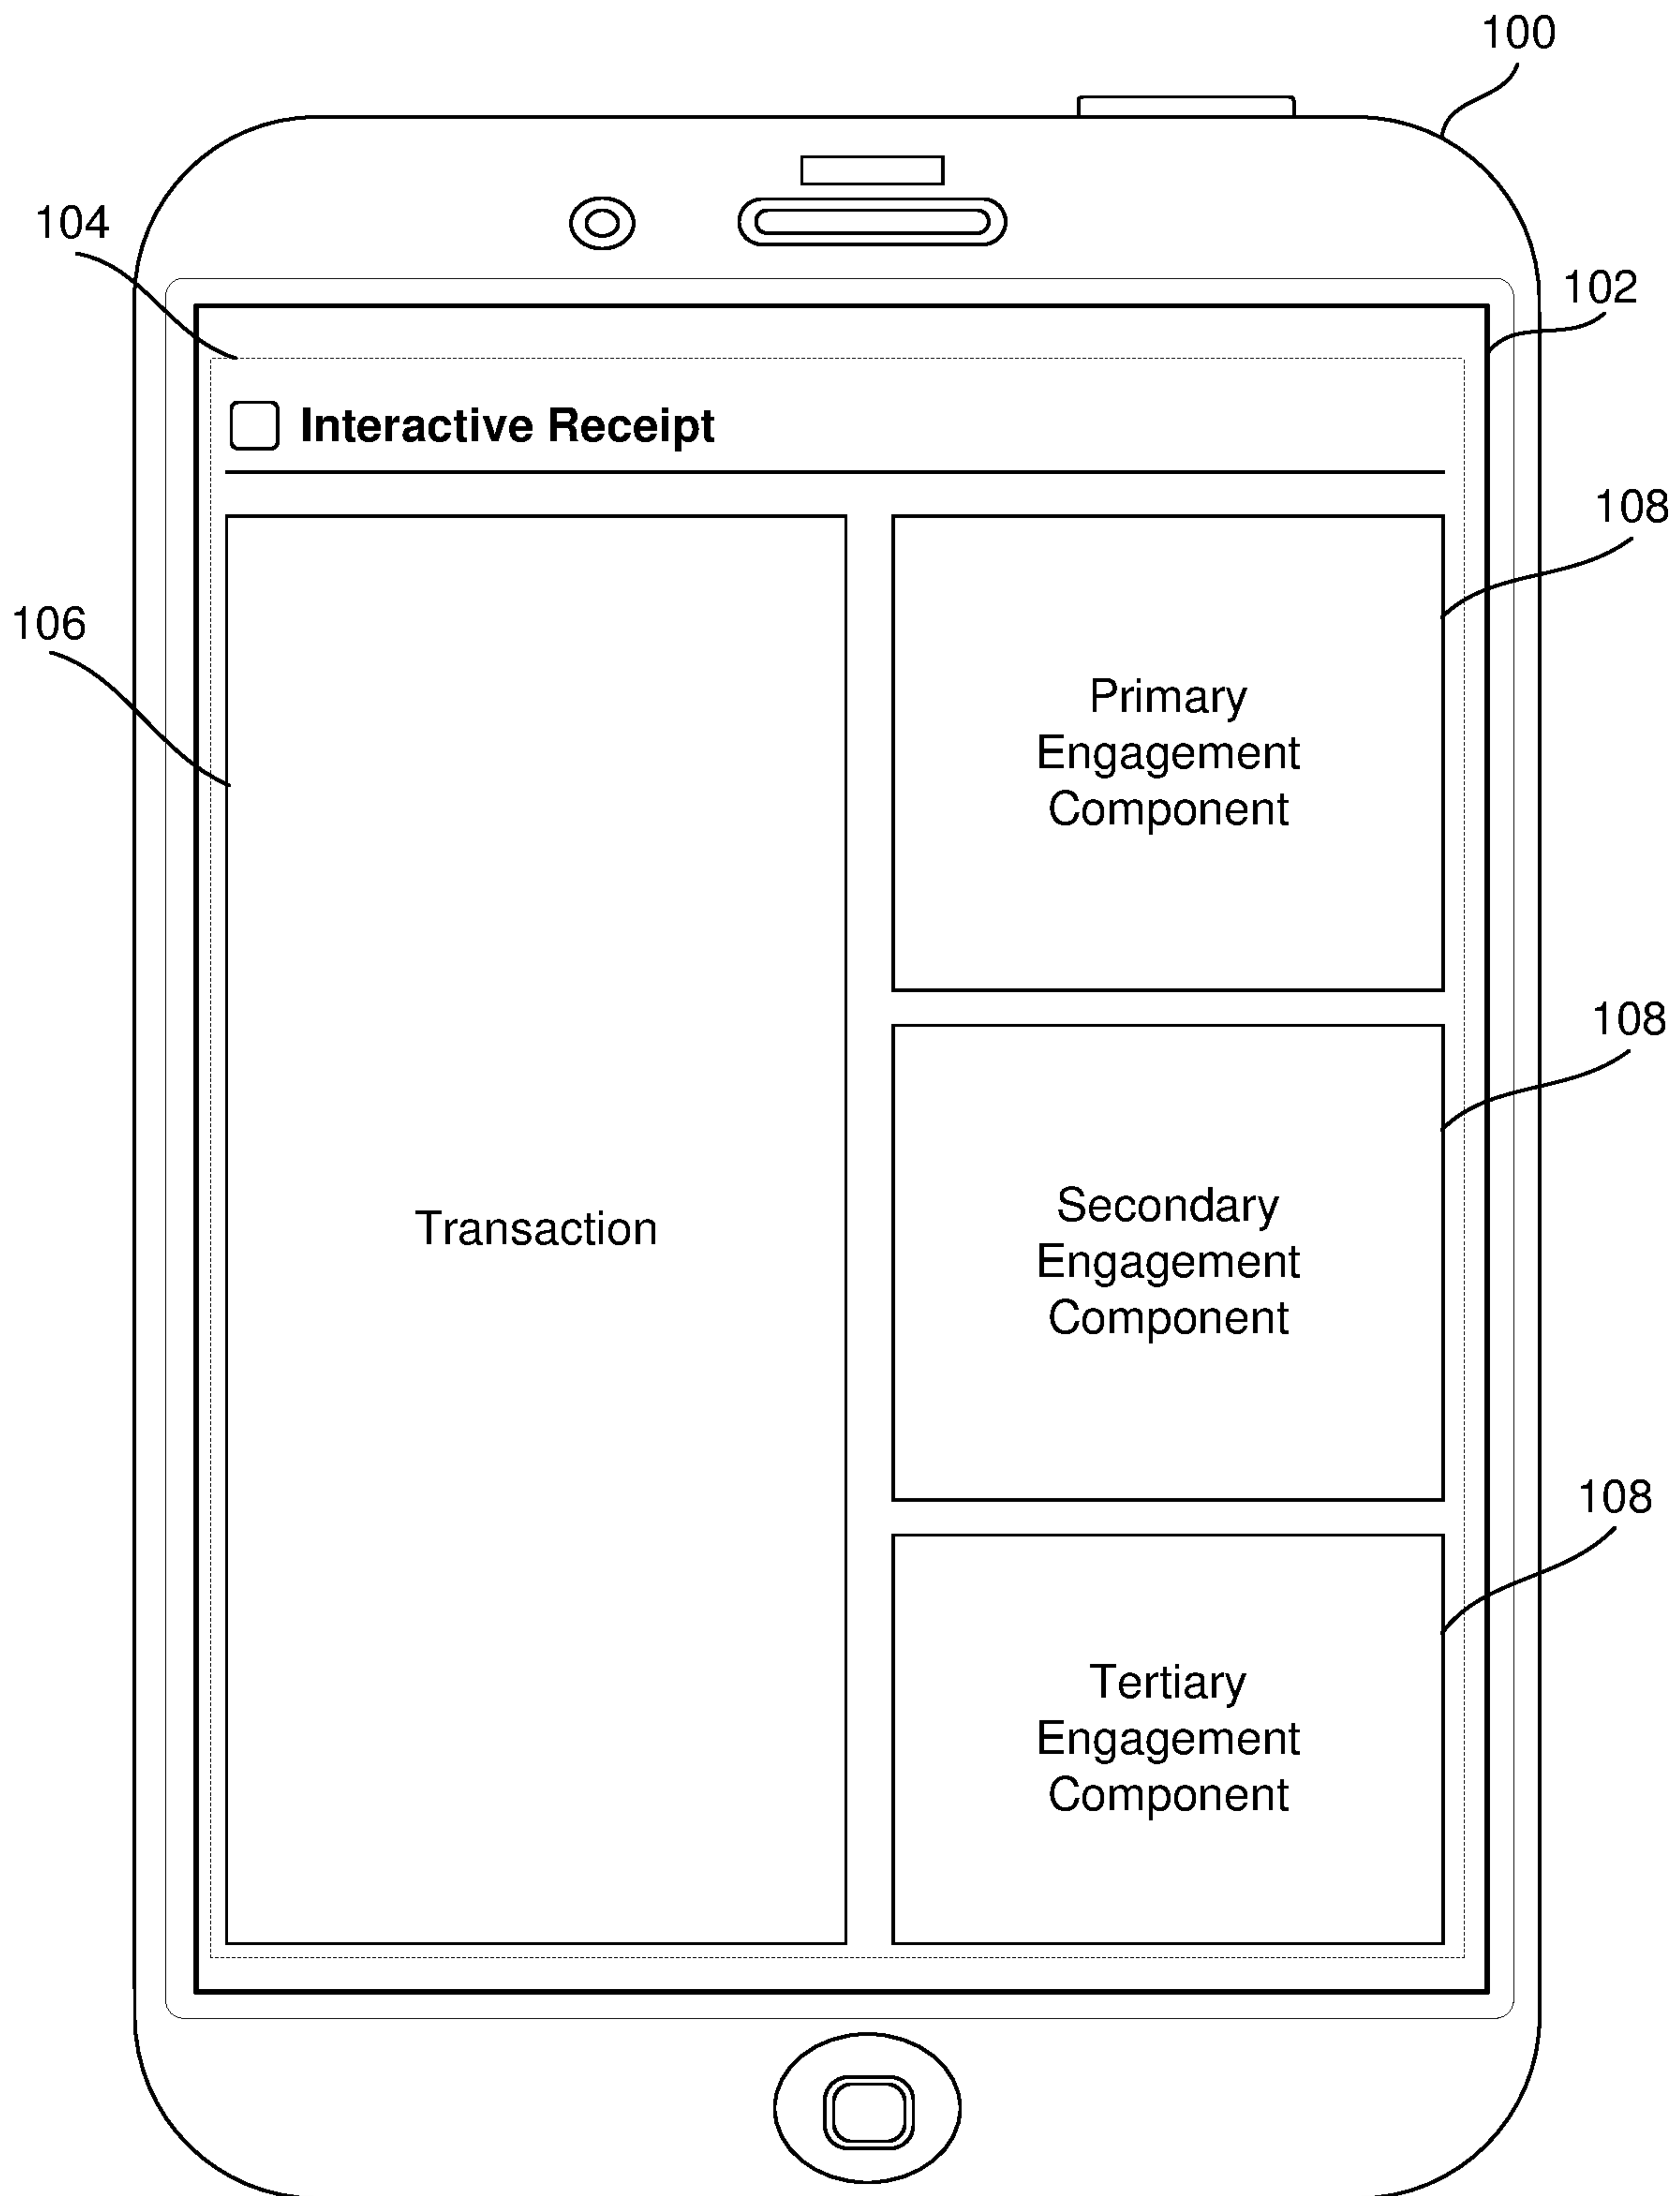 100
104
102
Interactive Receipt
108
106
Primary
Engagement
Component
108
Transaction
Secondary
Engagement
Component
108
Tertiary
Engagement
Component